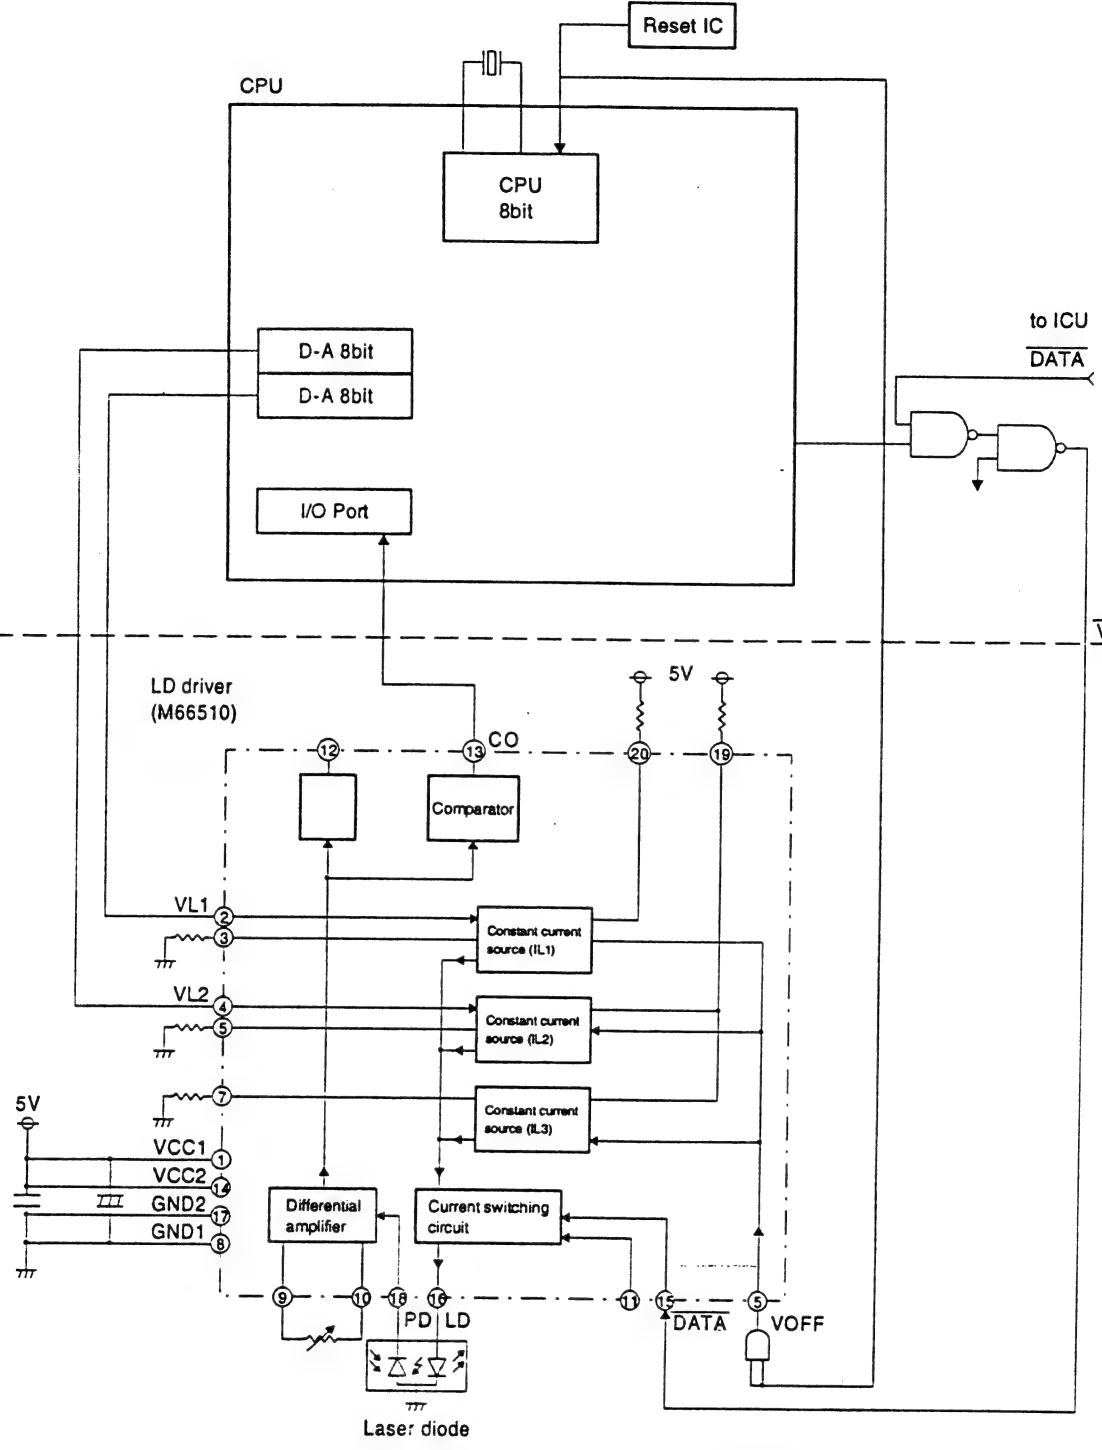 Reset IC
CPU
CPU
8bit
to ICU
DATA
D-A 8bit
D-A 8bit
I/O Port
V
LD driver
(M66510)
5V
12
13
CO
20
19
Comparator
VL1
2
3
Constant current
source (IL1)
VL2
4
5
Constant current
source (IL2)
7
Constant current
source (IL3)
5V
VCC1
1
VCC2
14
GND2
17
GND1
8
Differential
amplifier
Current switching
circuit
9
10
18
16
11
15
5
PD
LD
DATA
VOFF
Laser diode